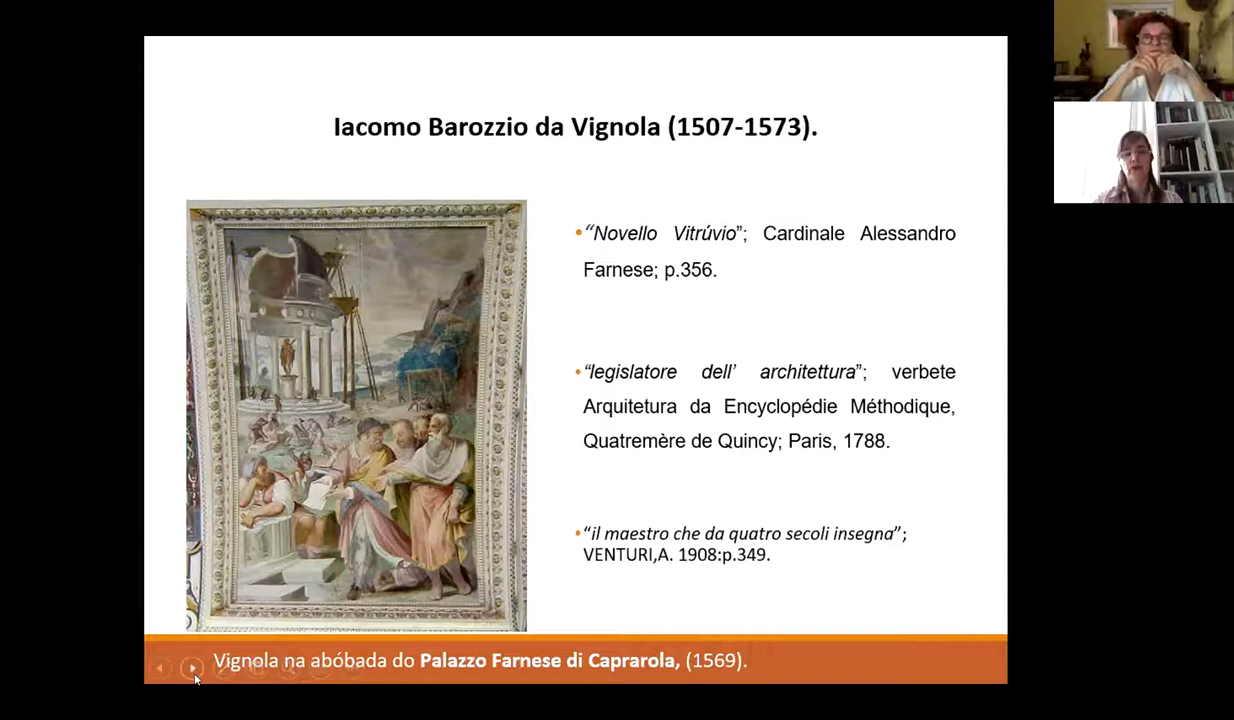 Iacomo Barozzio da Vignola (1507-1573).
•“Novello Vitrúvio”; Cardinale Alessandro
Farnese; p.356.
•“legislatore dell’ architettura”; verbete
Arquitetura da Encyclopédie Méthodique,
Quatremère de Quincy; Paris, 1788.
•“il maestro che da quatro secoli insegna”;
VENTURI,A. 1908:p.349.
Vignola na abóbada do Palazzo Farnese di Caprarola, (1569).